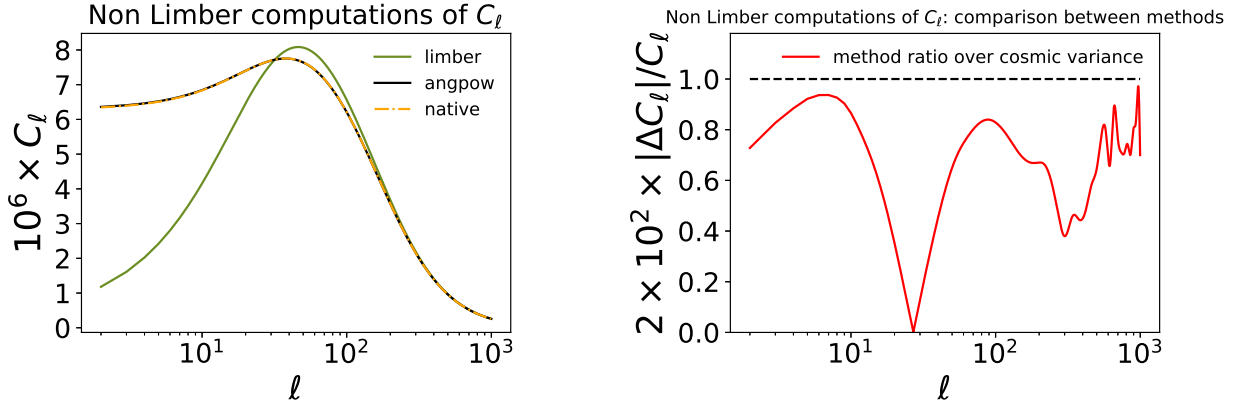 Non Limber computations of $C_\ell$
$10^6 \times C_\ell$
8
7
6
5
4
3
2
1
0
limber
angpow
native
$10^1$
$10^2$
$10^3$
$\ell$
Non Limber computations of $C_\ell$: comparison between methods
$2 \times 10^2 \times |\Delta C_\ell|/C_\ell$
1.0
0.8
0.6
0.4
0.2
0.0
method ratio over cosmic variance
$10^1$
$10^2$
$10^3$
$\ell$